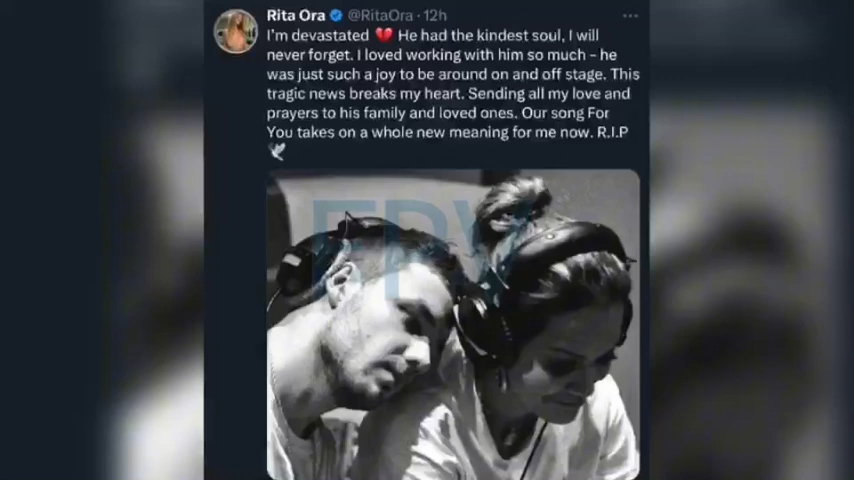 Rita Ora @RitaOra · 12h
I'm devastated 💔 He had the kindest soul, I will
never forget. I loved working with him so much – he
was just such a joy to be around on and off stage. This
tragic news breaks my heart. Sending all my love and
prayers to his family and loved ones. Our song For
You takes on a whole new meaning for me now. R.I.P
🕊️
FPV